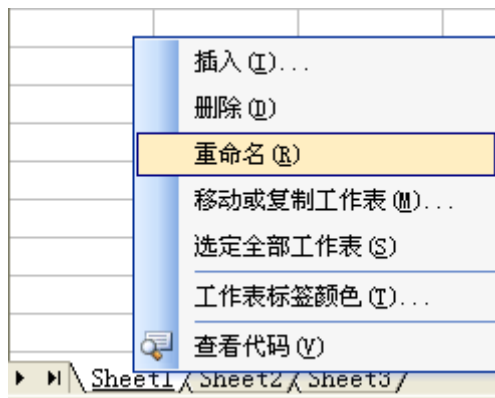 插入(I)...
删除(D)
重命名(R)
移动或复制工作表(M)...
选定全部工作表(S)
工作表标签颜色(T)...
查看代码(V)
Sheet1 Sheet2 Sheet3